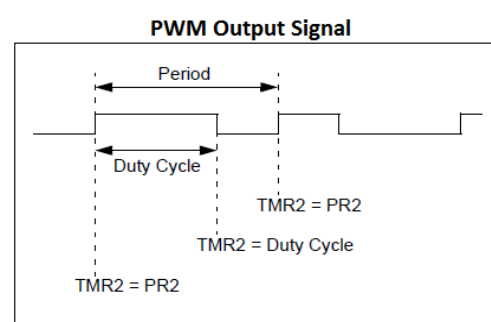 PWM Output Signal
Period
Duty Cycle
TMR2 = PR2
TMR2 = Duty Cycle
TMR2 = PR2